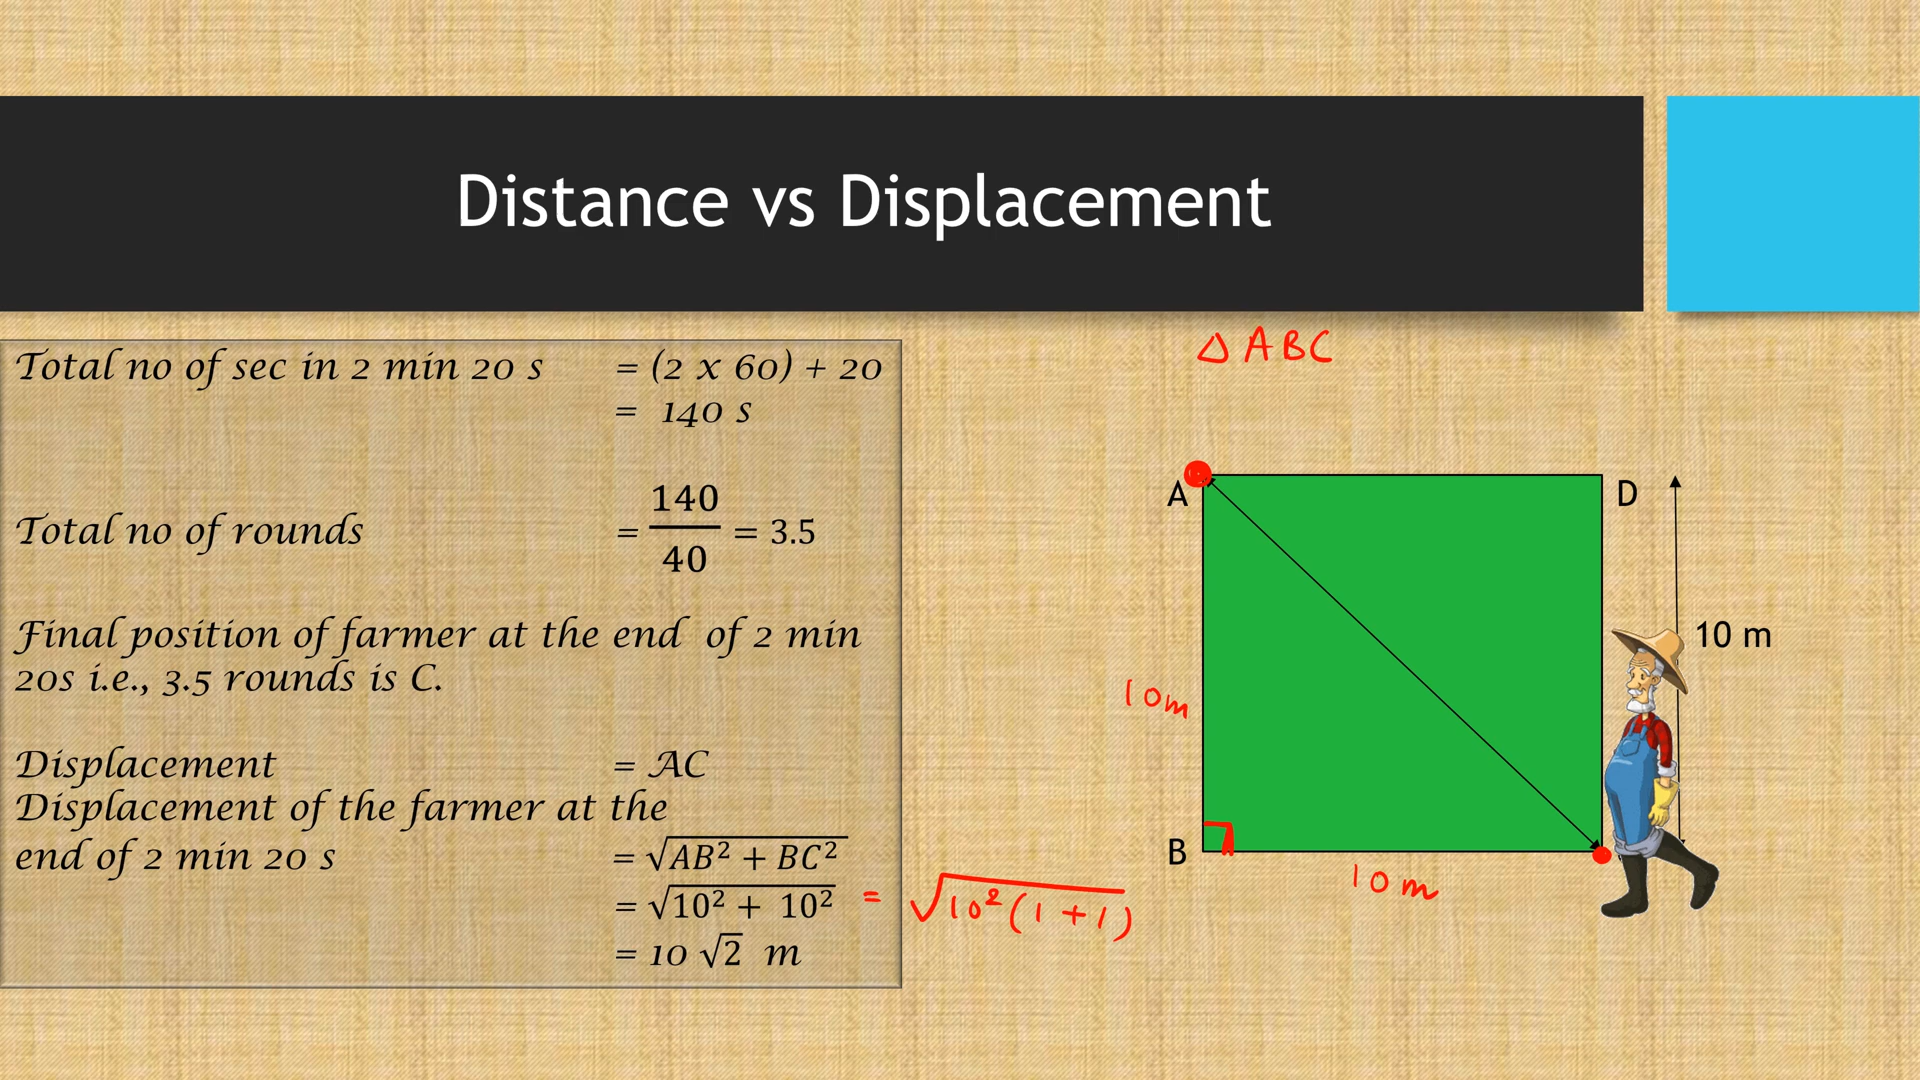 Distance vs Displacement
Total no of sec in 2 min 20 s = (2 x 60) + 20
= 140 s
Total no of rounds = 140/40 = 3.5
Final position of farmer at the end of 2 min
20s i.e., 3.5 rounds is C.
Displacement = AC
Displacement of the farmer at the
end of 2 min 20 s = √(AB² + BC²)
= √(10² + 10²) = √(10²(1+1))
= 10 √2 m
Δ ABC
A
D
10 m
10m
B
10 m